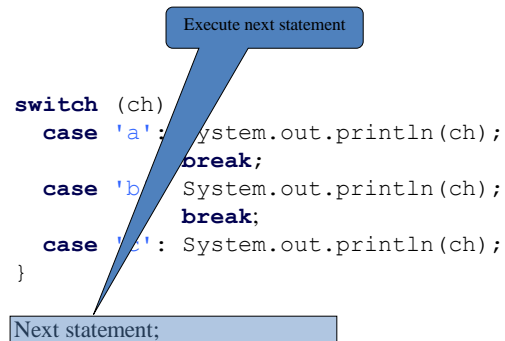 Execute next statement
switch (ch)
case 'a': System.out.println(ch);
break;
case 'b System.out.println(ch);
break;
case 'c': System.out.println(ch);
}
Next statement;